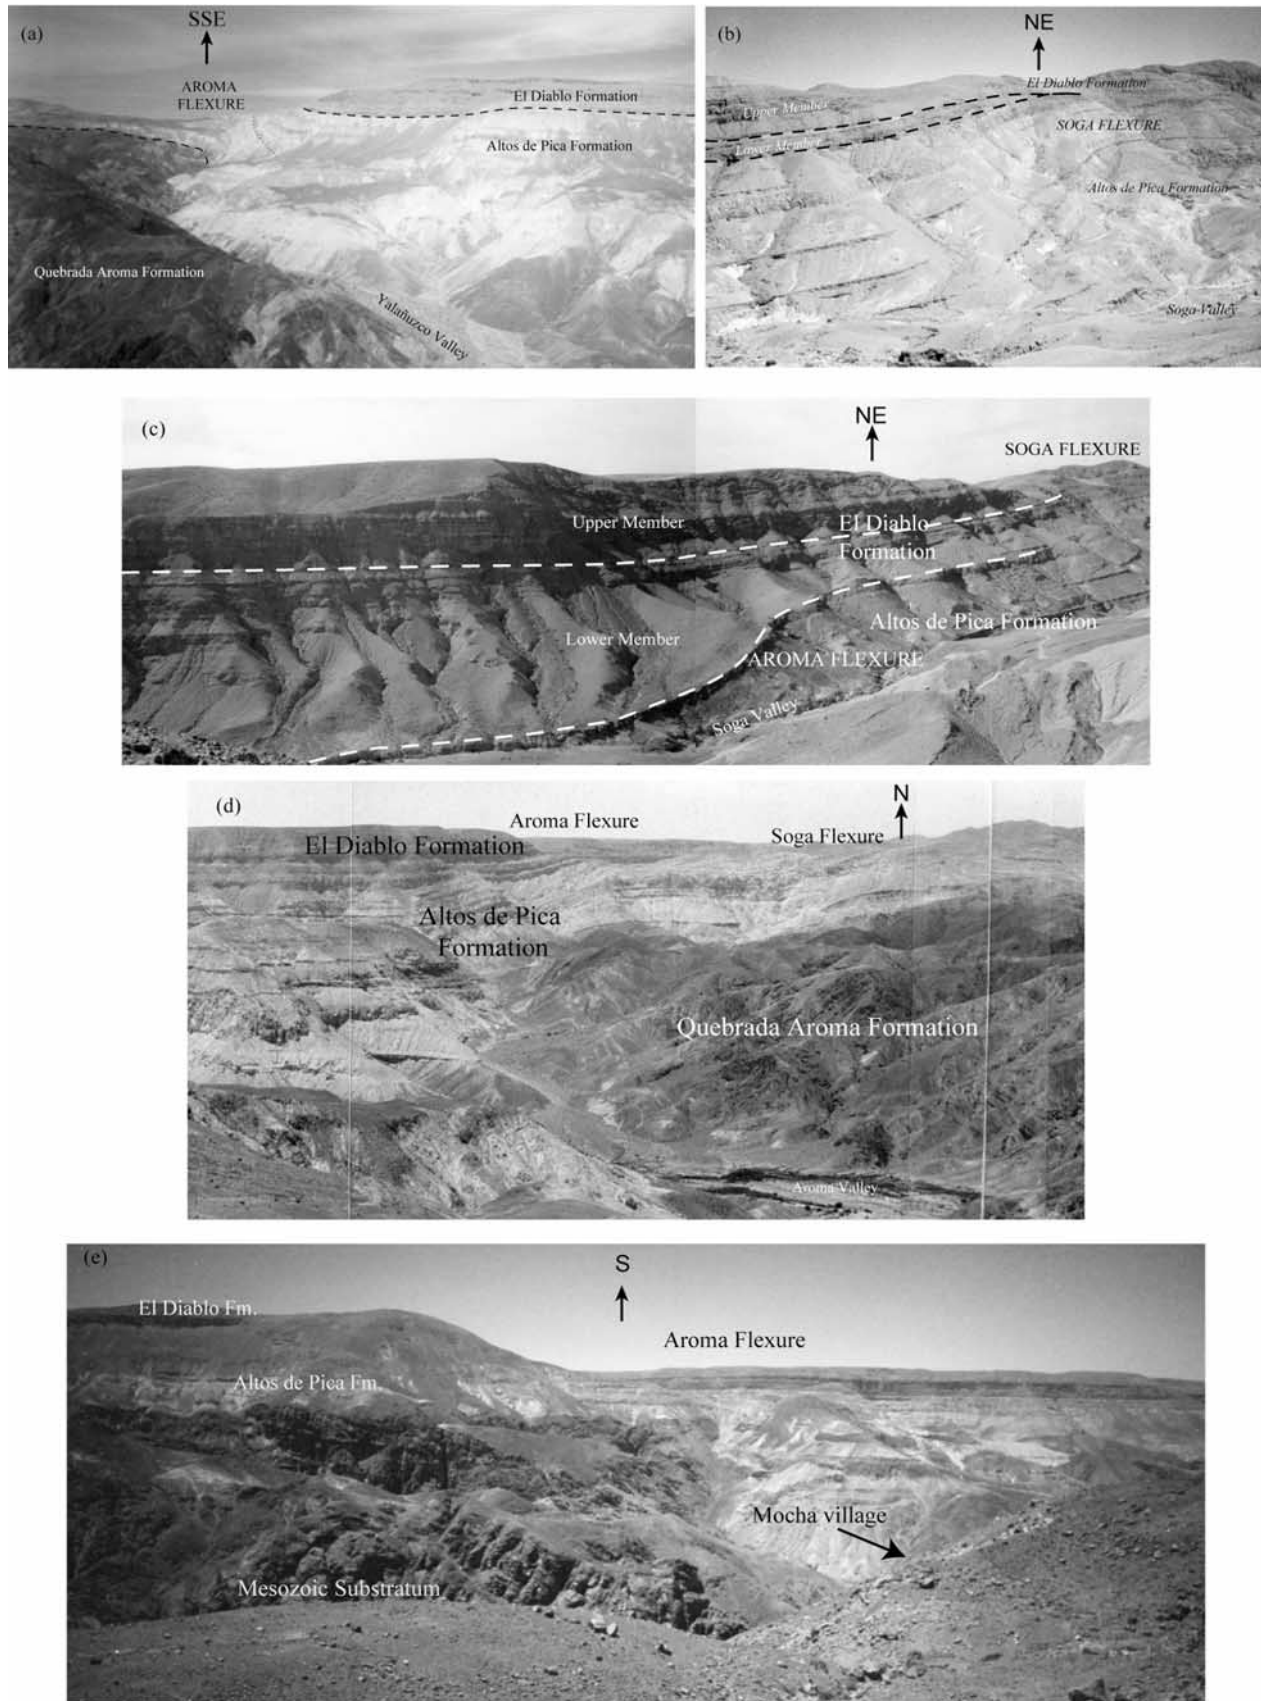 (a)
SSE
AROMA
FLEXURE
El Diablo Formation
Altos de Pica Formation
Quebrada Aroma Formation
Yalañuzco Valley
(b)
NE
El Diablo Formation
Upper Member
SOGA FLEXURE
Lower Member
Altos de Pica Formation
Soga Valley
(c)
NE
SOGA FLEXURE
Upper Member
El Diablo
Formation
Lower Member
Altos de Pica Formation
AROMA FLEXURE
Soga Valley
(d)
N
Aroma Flexure
Soga Flexure
El Diablo Formation
Altos de Pica
Formation
Quebrada Aroma Formation
Aroma Valley
(e)
S
El Diablo Fm.
Aroma Flexure
Altos de Pica Fm.
Mocha village
Mesozoic Substratum